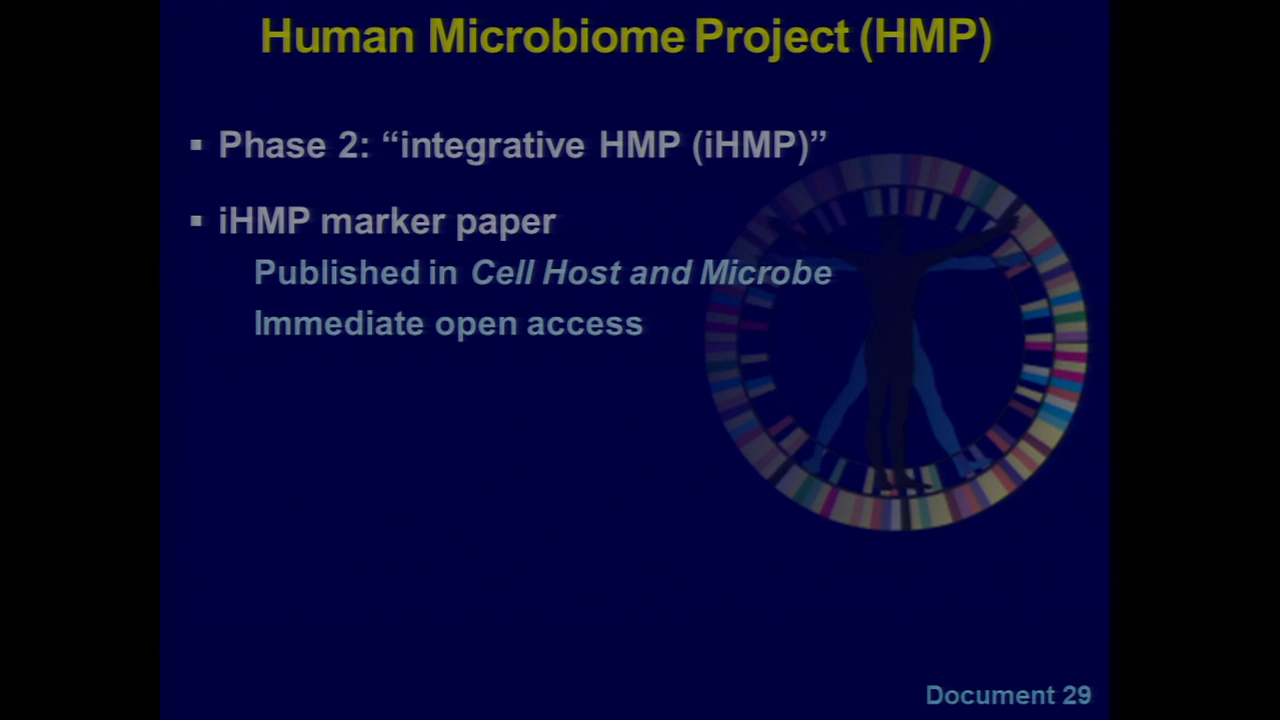 Human Microbiome Project (HMP)
▪ Phase 2: “integrative HMP (iHMP)”
▪ iHMP marker paper
Published in Cell Host and Microbe
Immediate open access
Document 29